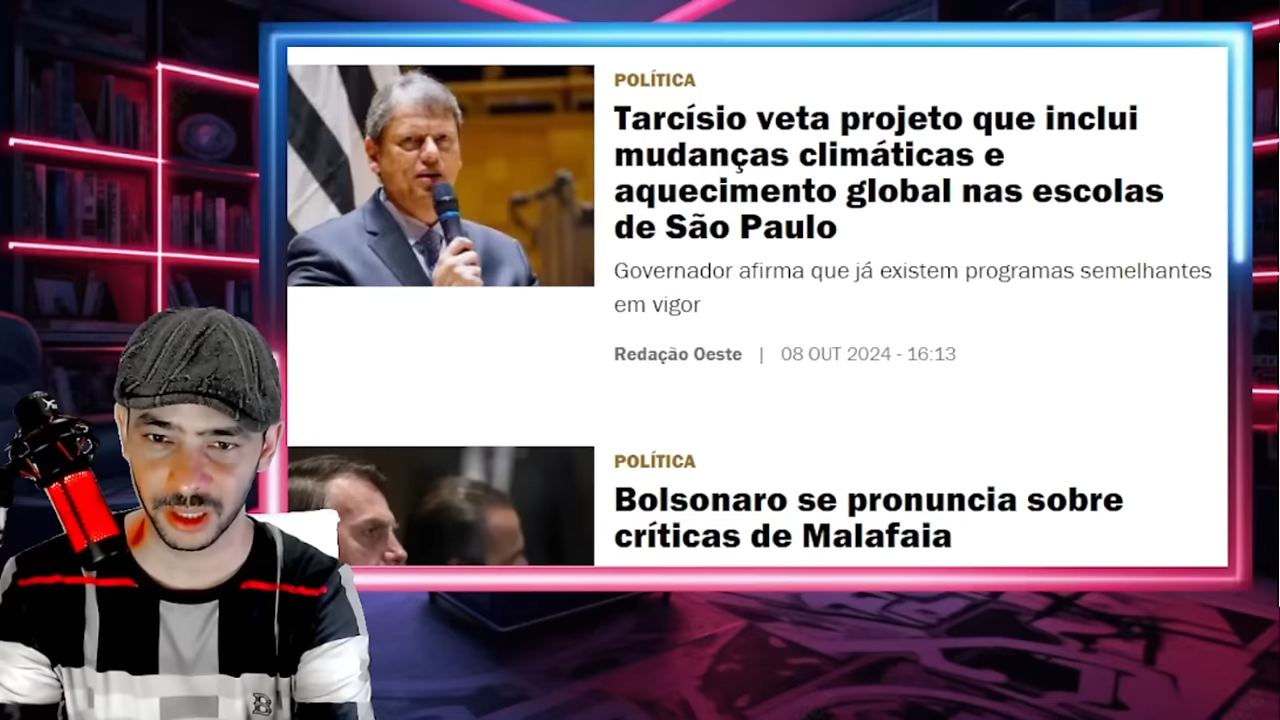 POLÍTICA
Tarcísio veta projeto que inclui
mudanças climáticas e
aquecimento global nas escolas
de São Paulo
Governador afirma que já existem programas semelhantes
em vigor
Redação Oeste | 08 OUT 2024 - 16:13
POLÍTICA
Bolsonaro se pronuncia sobre
críticas de Malafaia